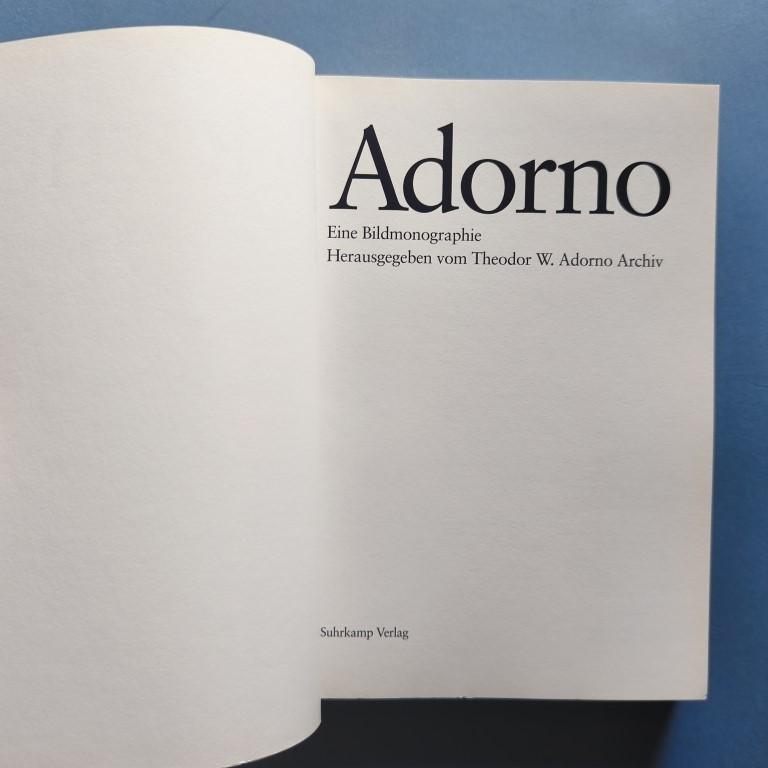 Adorno
Eine Bildmonographie
Herausgegeben vom Theodor W. Adorno Archiv
Suhrkamp Verlag